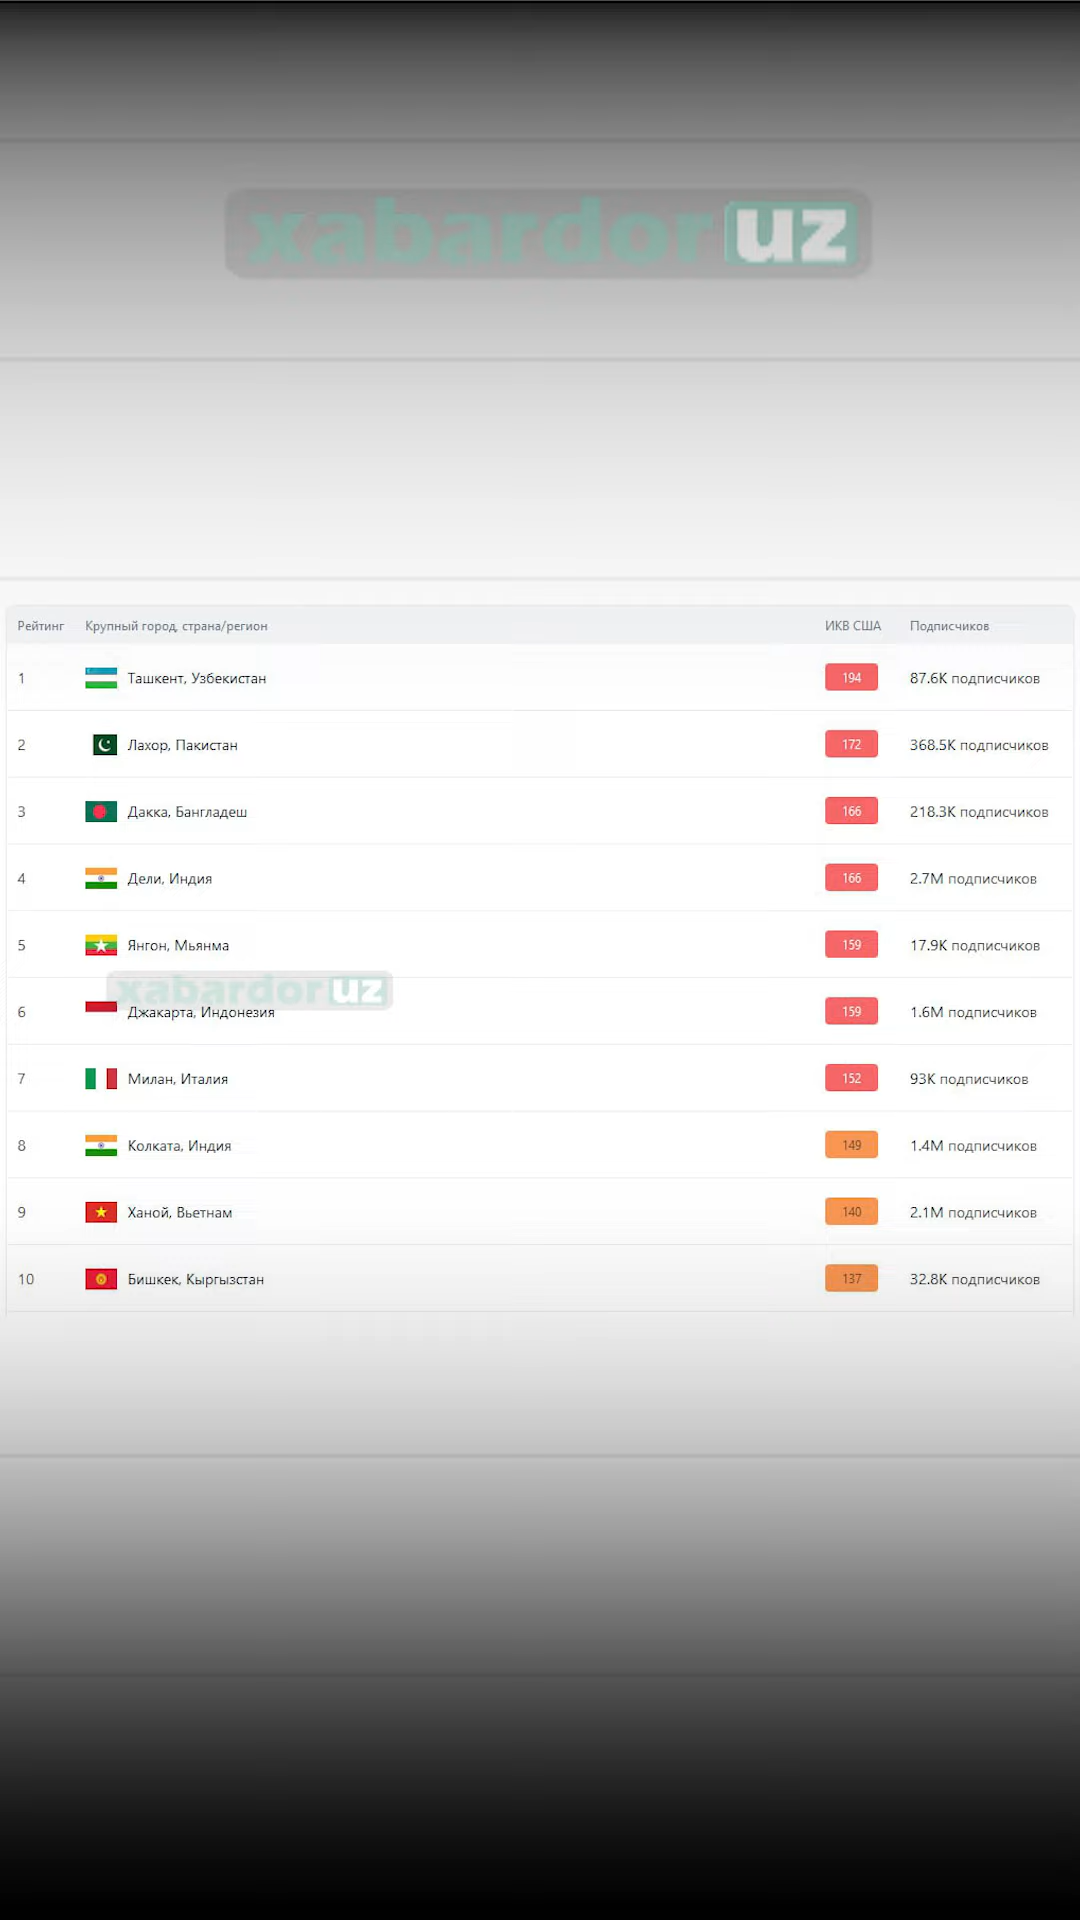 xabardor uz
Рейтинг Крупный город, страна/регион ИКВ США Подписчиков
1 Ташкент, Узбекистан 194 87.6K подписчиков
2 Лахор, Пакистан 172 368.5K подписчиков
3 Дакка, Бангладеш 166 218.3K подписчиков
4 Дели, Индия 166 2.7M подписчиков
5 Янгон, Мьянма 159 17.9K подписчиков
xabardor uz
6 Джакарта, Индонезия 159 1.6M подписчиков
7 Милан, Италия 152 93K подписчиков
8 Колката, Индия 149 1.4M подписчиков
9 Ханой, Вьетнам 140 2.1M подписчиков
10 Бишкек, Кыргызстан 137 32.8K подписчиков